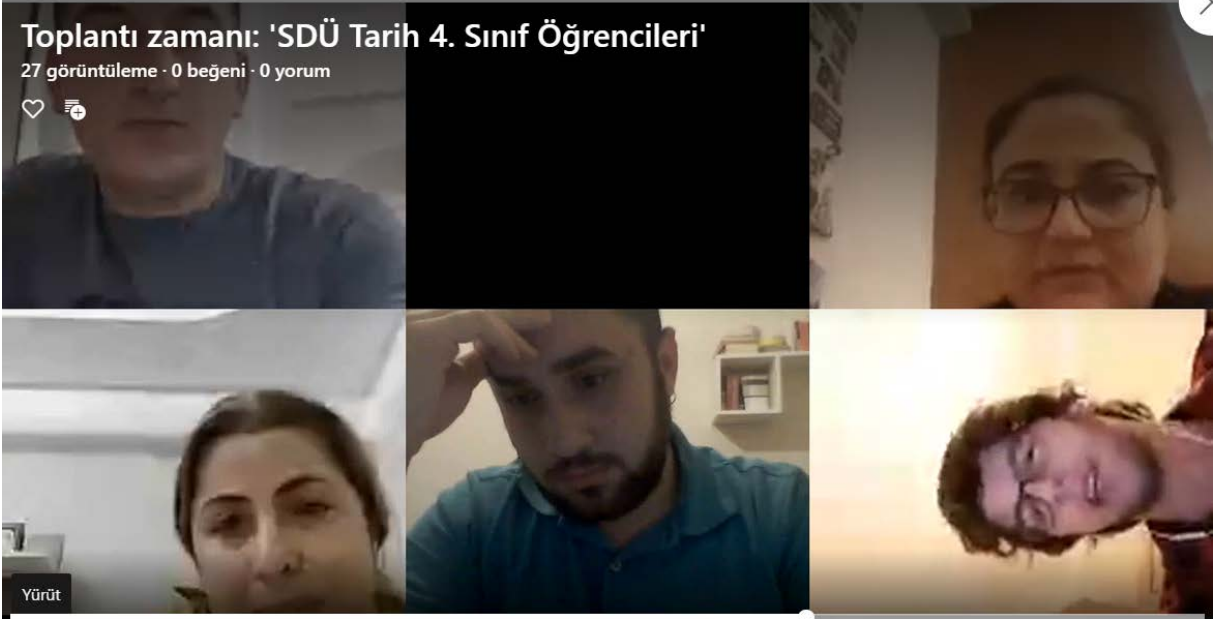 Toplantı zamanı: 'SDÜ Tarih 4. Sınıf Öğrencileri'
27 görüntüleme · 0 beğeni · 0 yorum
Yürüt